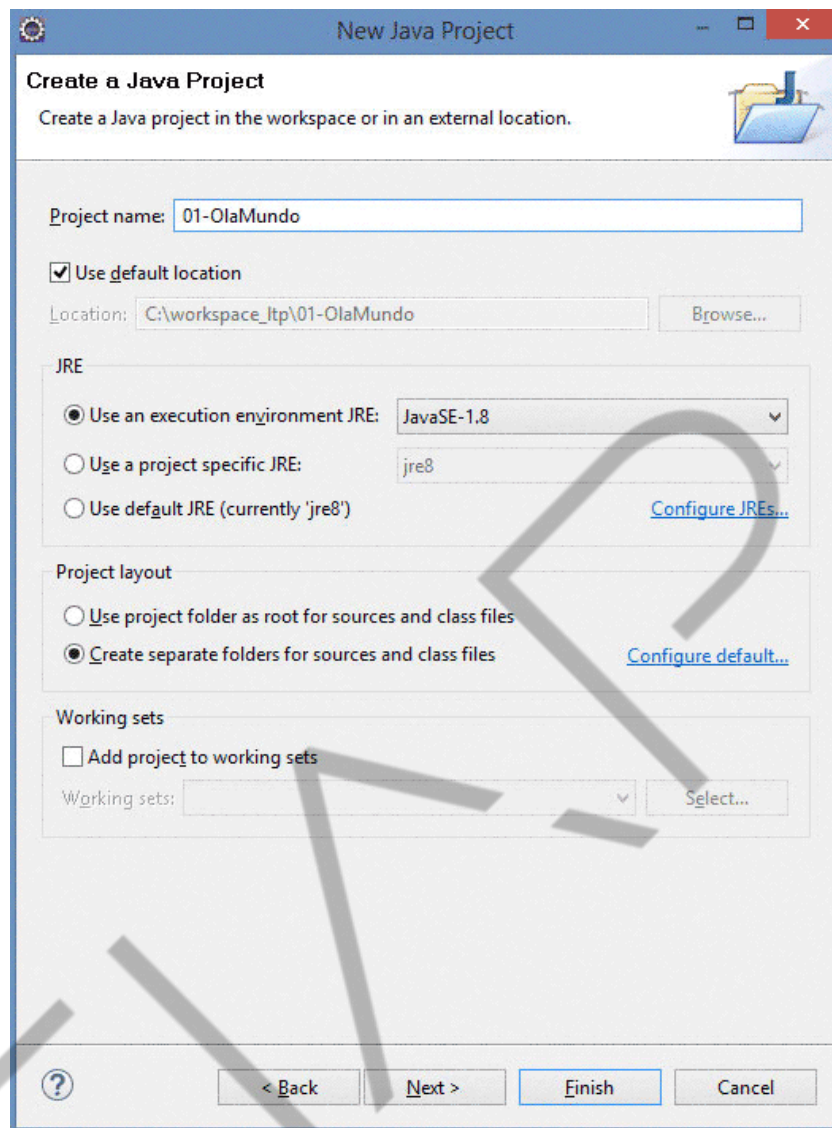 New Java Project
Create a Java Project
Create a Java project in the workspace or in an external location.
Project name: 01-OlaMundo
Use default location
Location: C:\workspace_ltp\01-OlaMundo Browse...
JRE
Use an execution environment JRE: JavaSE-1.8
Use a project specific JRE: jre8
Use default JRE (currently 'jre8') Configure JREs...
Project layout
Use project folder as root for sources and class files
Create separate folders for sources and class files Configure default...
Working sets
Add project to working sets
Working sets: Select...
? < Back Next > Finish Cancel